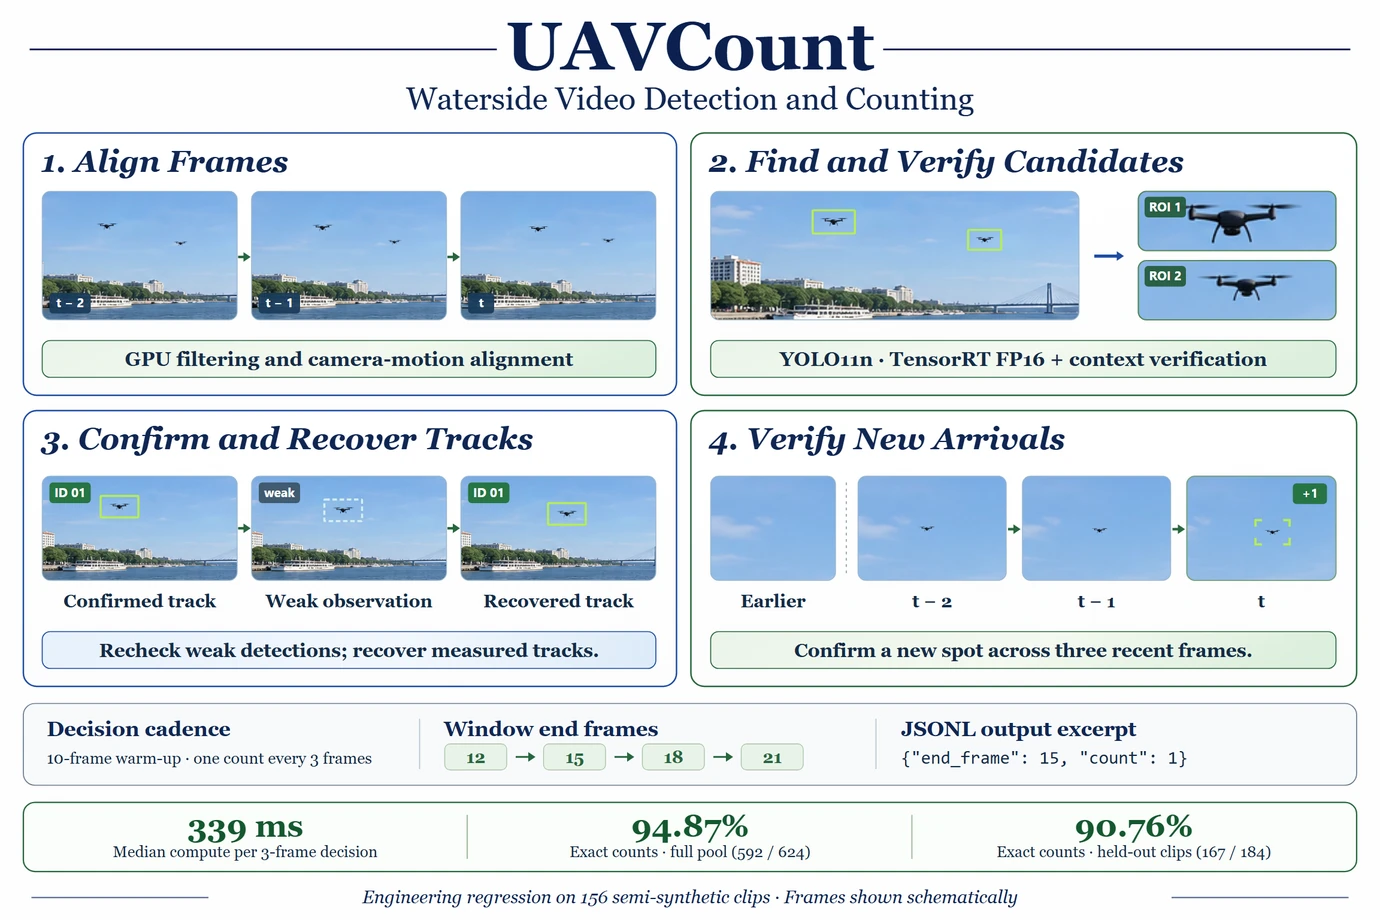 UAVCount
Waterside Video Detection and Counting
1. Align Frames
t – 2
t – 1
t
GPU filtering and camera-motion alignment
2. Find and Verify Candidates
ROI 1
ROI 2
YOLO11n · TensorRT FP16 + context verification
3. Confirm and Recover Tracks
ID 01
weak
ID 01
Confirmed track
Weak observation
Recovered track
Recheck weak detections; recover measured tracks.
4. Verify New Arrivals
+1
Earlier
t – 2
t – 1
t
Confirm a new spot across three recent frames.
Decision cadence
10-frame warm-up · one count every 3 frames
Window end frames
12
15
18
21
JSONL output excerpt
{"end_frame": 15, "count": 1}
339 ms
Median compute per 3-frame decision
94.87%
Exact counts · full pool (592 / 624)
90.76%
Exact counts · held-out clips (167 / 184)
Engineering regression on 156 semi-synthetic clips · Frames shown schematically